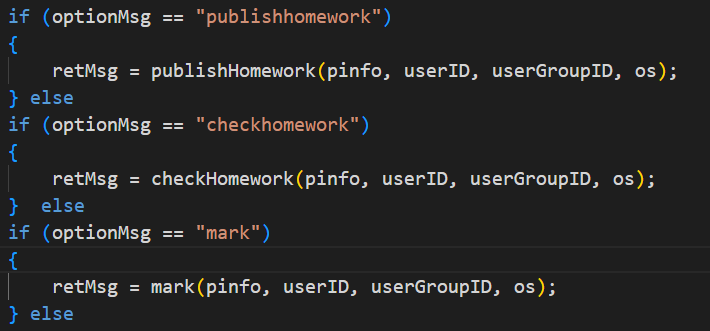 if (optionMsg == "publishhomework")
{
    retMsg = publishHomework(pinfo, userID, userGroupID, os);
} else
if (optionMsg == "checkhomework")
{
    retMsg = checkHomework(pinfo, userID, userGroupID, os);
}  else
if (optionMsg == "mark")
{
    retMsg = mark(pinfo, userID, userGroupID, os);
} else